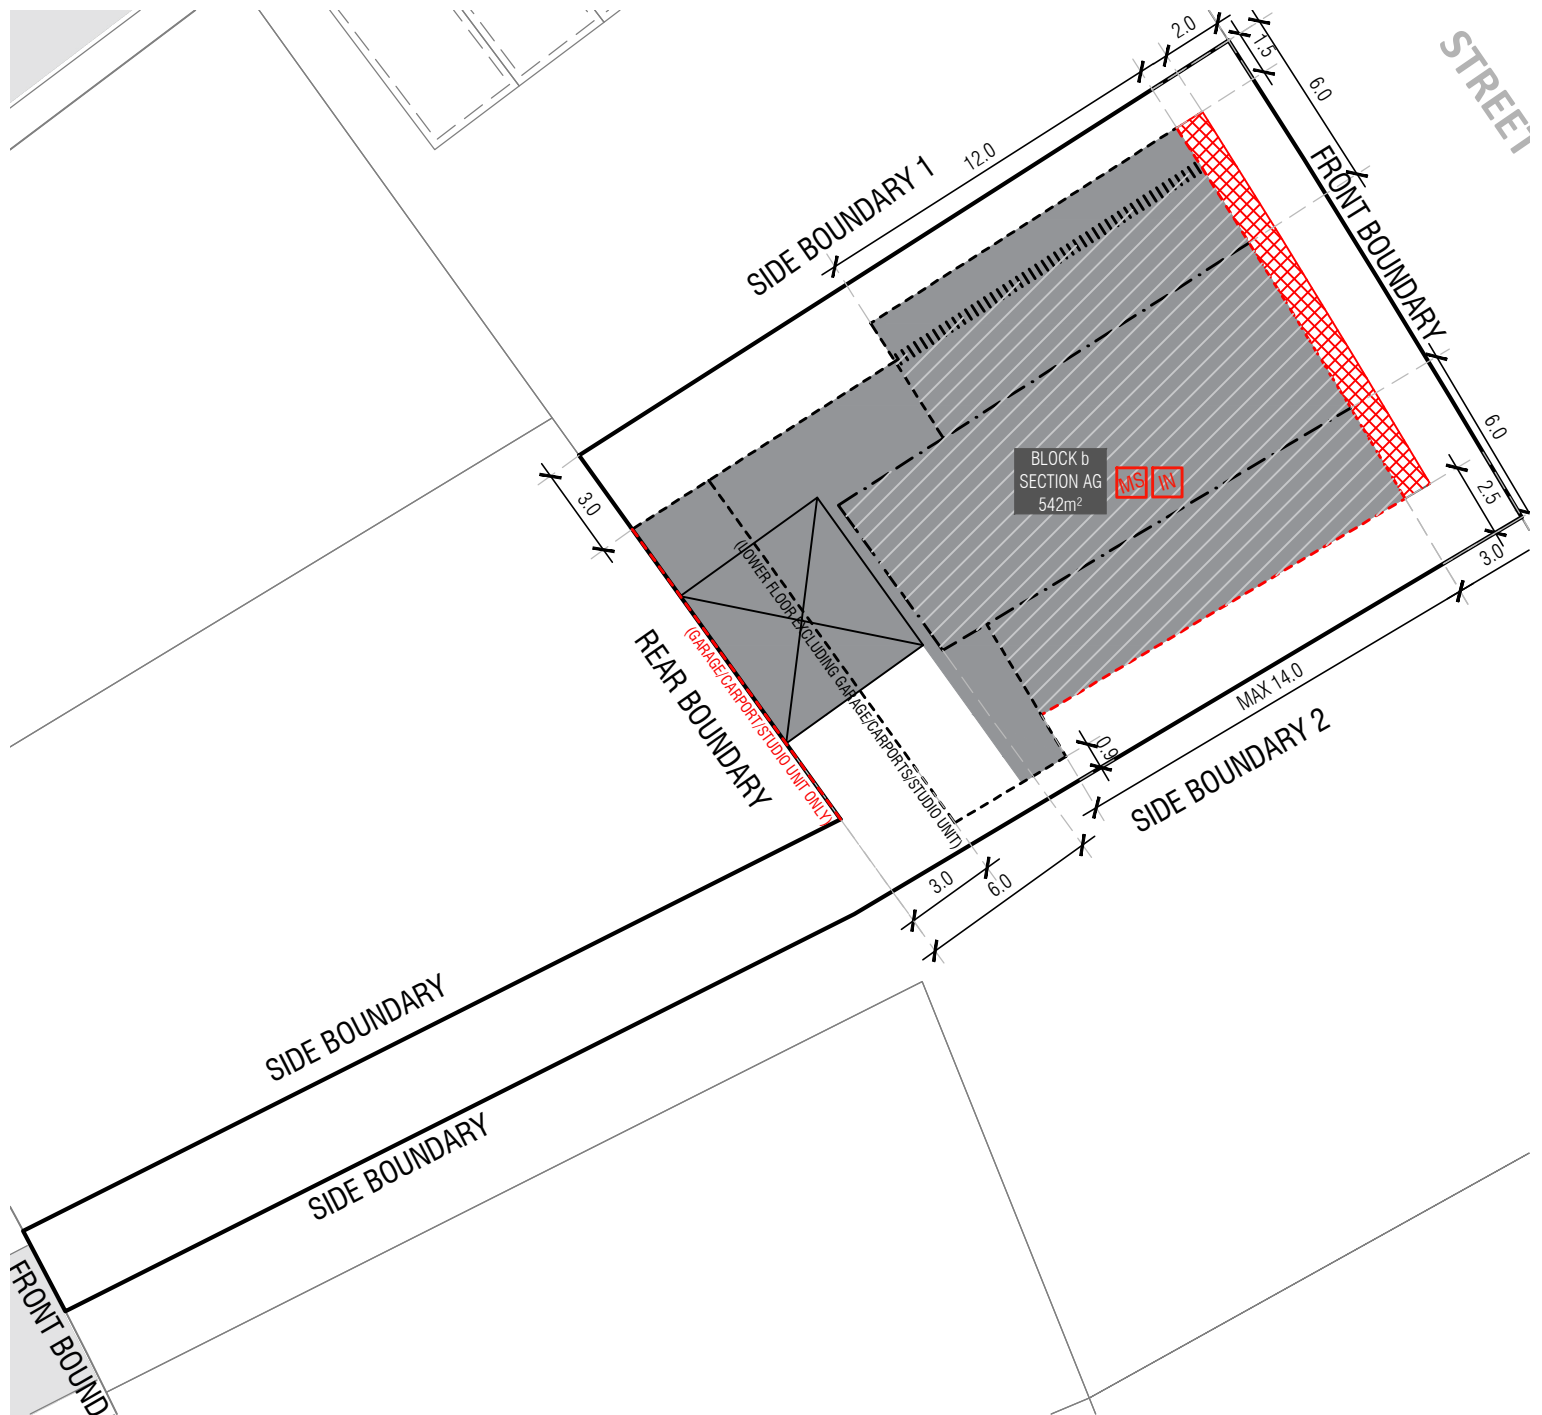 STREET
2.0
1.5
6.0
12.0
SIDE BOUNDARY 1
FRONT BOUNDARY
6.0
BLOCK b
SECTION AG
542m²
MS
IN
2.5
3.0
3.0
(LOWER FLOOR EXCLUDING GARAGE/CARPORTS/STUDIO UNIT)
(GARAGE/CARPORT/STUDIO UNIT ONLY)
REAR BOUNDARY
0.9
MAX 14.0
SIDE BOUNDARY 2
3.0
6.0
SIDE BOUNDARY
SIDE BOUNDARY
FRONT BOUND